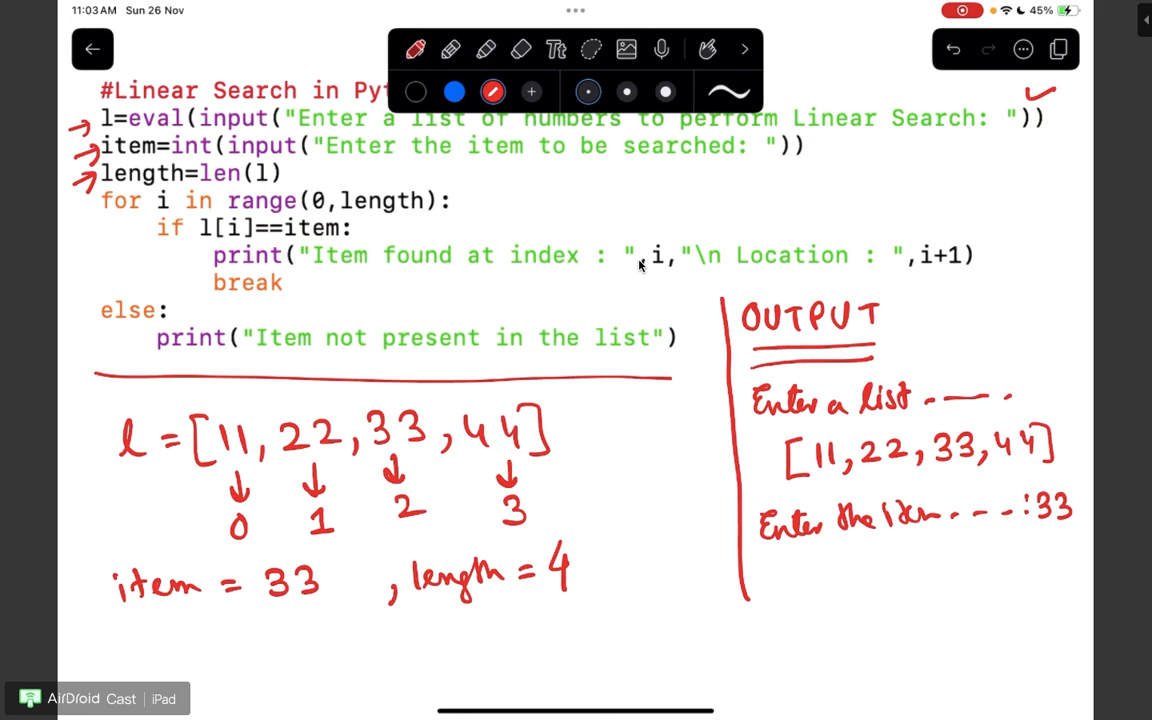 11:03 AM Sun 26 Nov
45%
Tt
#Linear Search in Pyt
l=eval(input("Enter a list of numbers to perform Linear Search: "))
item=int(input("Enter the item to be searched: "))
length=len(l)
for i in range(0,length):
if l[i]==item:
print("Item found at index : ",i,"\n Location : ",i+1)
break
else:
print("Item not present in the list")
OUTPUT
Enter a list . — .
[11,22,33,44]
Enter the item . - - - : 33
l = [11, 22, 33, 44]
0 1 2 3
item = 33 , length = 4
AirDroid Cast | iPad